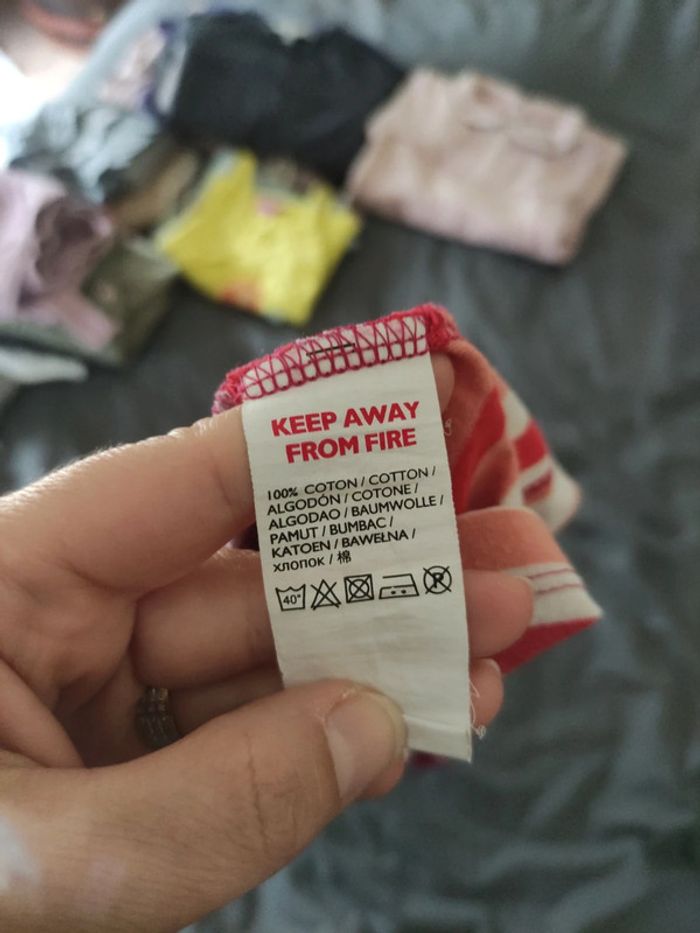 KEEP AWAY
FROM FIRE
100% COTON / COTTON /
ALGODÓN / COTONE /
ALGODAO / BAUMWOLLE /
PAMUT / BUMBAC /
KATOEN / BAWEŁNA /
хлопок / 棉
40° R